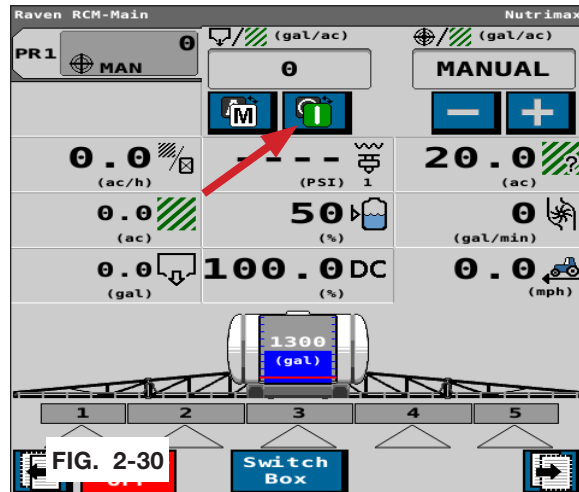 Raven RCM-Main Nutrimax
PR1 0 MAN
/ (gal/ac)
0
/ (gal/ac)
MANUAL
M I
− +
0.0 (ac/h)
---- (PSI) 1
20.0 ? (ac)
0.0 (ac)
50 (%)
0 (gal/min)
0.0 (gal)
100.0 DC (%)
0.0 (mph)
1300
(gal)
1 2 3 4 5
FIG. 2-30
Switch
Box